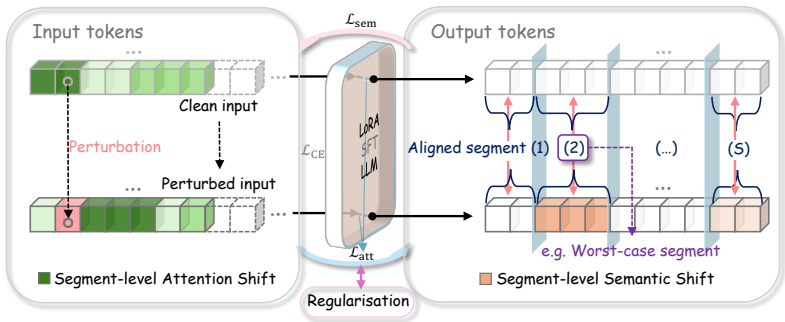 Input tokens
...
...
Clean input
Perturbation
Perturbed input
...
...
Segment-level Attention Shift
ℒsem
ℒCE
LoRA
SFT
LLM
ℒatt
Regularisation
Output tokens
...
Aligned segment (1)
(2)
(...)
(S)
...
e.g. Worst-case segment
Segment-level Semantic Shift